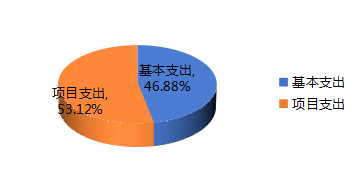 基本支出,
46.88%
项目支出,
53.12%
基本支出
项目支出